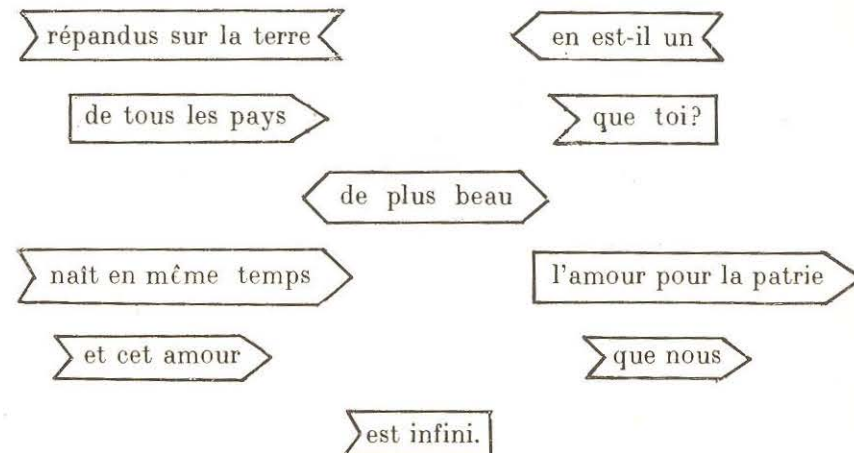 répandus sur la terre
en est-il un
de tous les pays
que toi?
de plus beau
naît en même temps
l'amour pour la patrie
et cet amour
que nous
est infini.